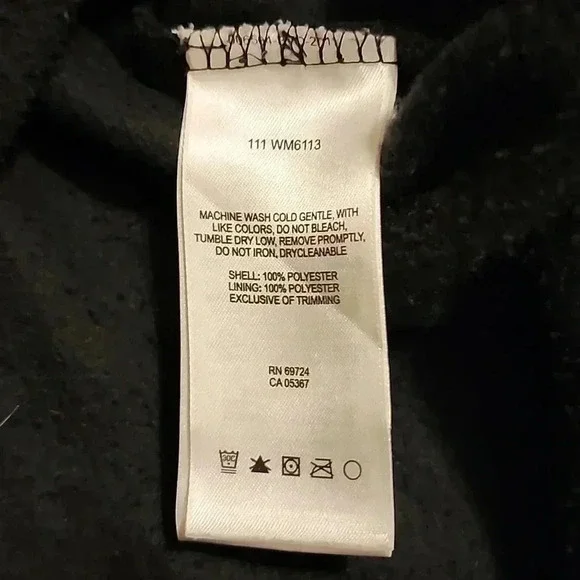 111 WM6113
MACHINE WASH COLD GENTLE, WITH
LIKE COLORS, DO NOT BLEACH,
TUMBLE DRY LOW, REMOVE PROMPTLY,
DO NOT IRON, DRYCLEANABLE
SHELL: 100% POLYESTER
LINING: 100% POLYESTER
EXCLUSIVE OF TRIMMING
RN 69724
CA 05367
30C